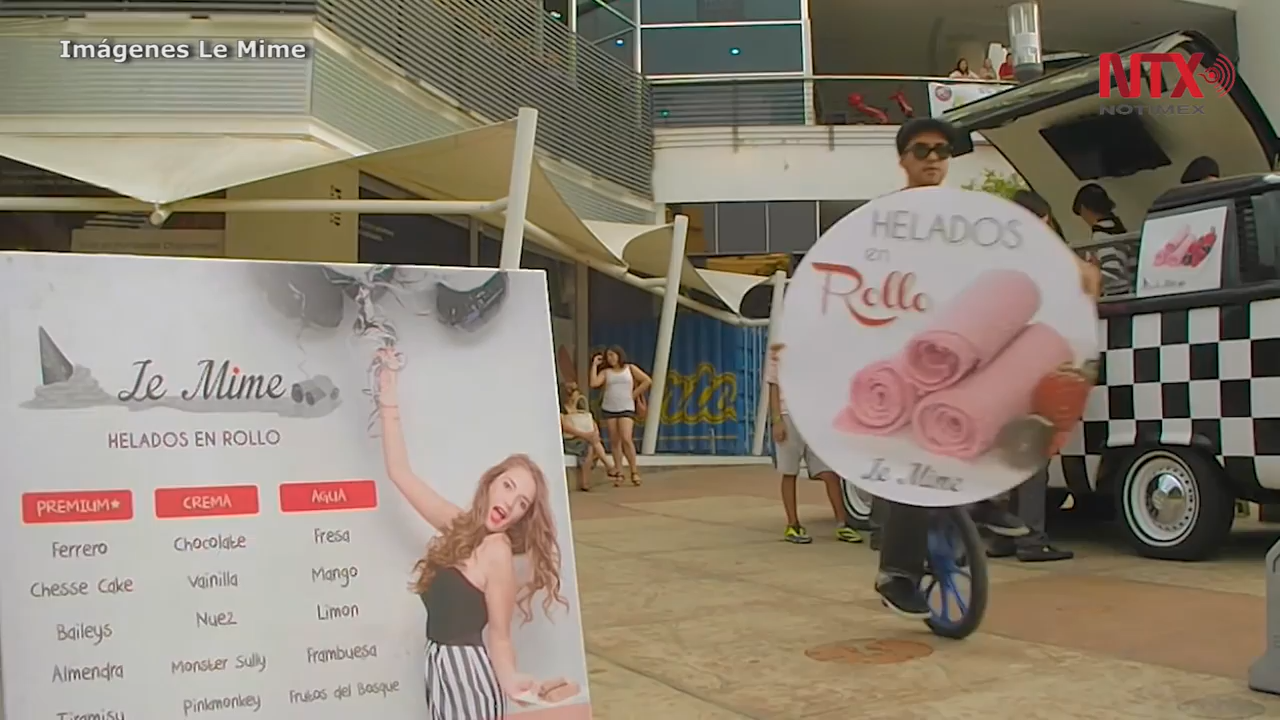 Imágenes Le Mime
NTX
NOTIMEX
HELADOS
en
Rollo
Le Mime
Le Mime
HELADOS EN ROLLO
PREMIUM★ CREMA AGUA
Ferrero Chocolate Fresa
Chesse Cake Vainilla Mango
Baileys Nuez Limon
Almendra Monster Sully Frambuesa
Tiramisu Pinkmonkey Frutos del Bosque